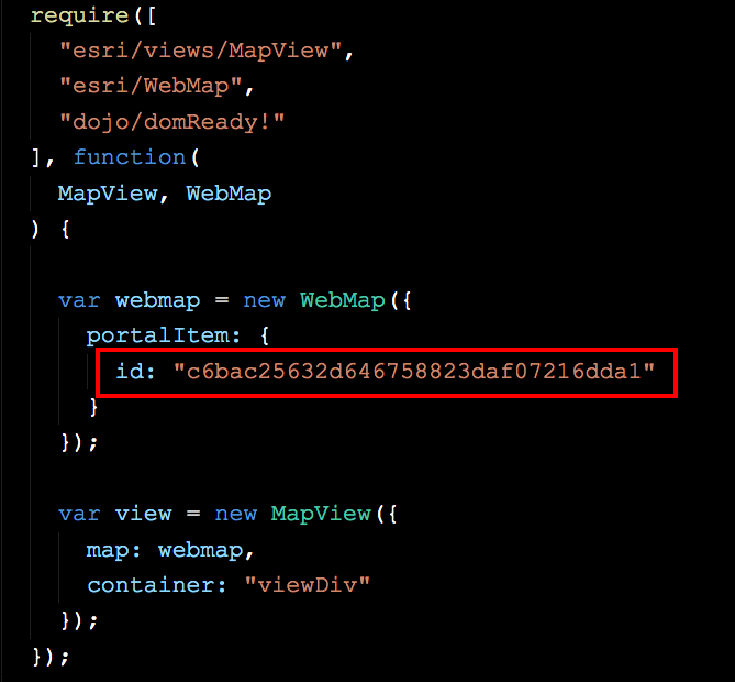 require([
  "esri/views/MapView",
  "esri/WebMap",
  "dojo/domReady!"
], function(
  MapView, WebMap
) {
  var webmap = new WebMap({
    portalItem: {
      id: "c6bac25632d646758823daf07216dda1"
    }
  });
  var view = new MapView({
    map: webmap,
    container: "viewDiv"
  });
});